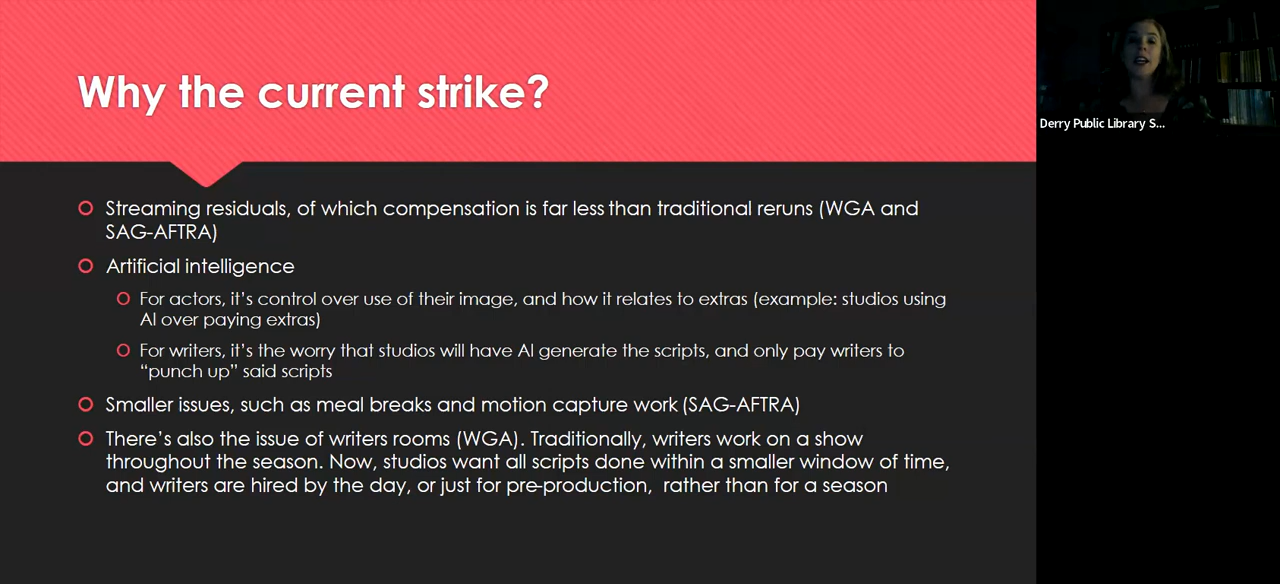 Why the current strike?
Derry Public Library S...
Streaming residuals, of which compensation is far less than traditional reruns (WGA and
SAG-AFTRA)
Artificial intelligence
For actors, it's control over use of their image, and how it relates to extras (example: studios using
AI over paying extras)
For writers, it's the worry that studios will have AI generate the scripts, and only pay writers to
“punch up” said scripts
Smaller issues, such as meal breaks and motion capture work (SAG-AFTRA)
There's also the issue of writers rooms (WGA). Traditionally, writers work on a show
throughout the season. Now, studios want all scripts done within a smaller window of time,
and writers are hired by the day, or just for pre-production,  rather than for a season